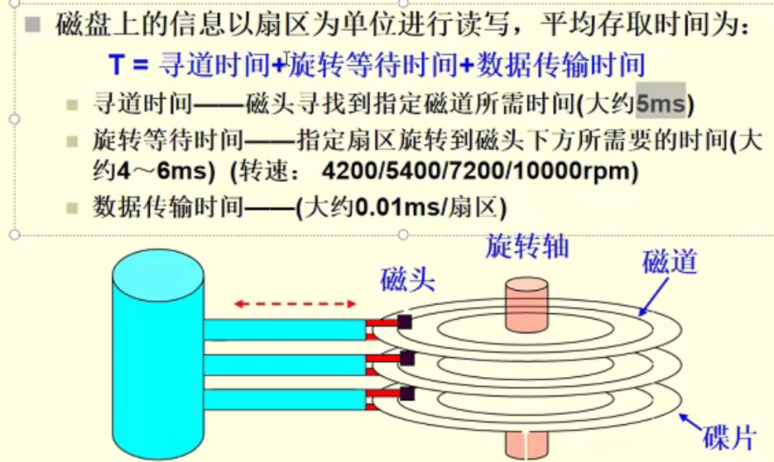 磁盘上的信息以扇区为单位进行读写，平均存取时间为：
T = 寻道时间+旋转等待时间+数据传输时间
寻道时间——磁头寻找到指定磁道所需时间(大约5ms)
旋转等待时间——指定扇区旋转到磁头下方所需要的时间(大
约4～6ms) (转速： 4200/5400/7200/10000rpm)
数据传输时间——(大约0.01ms/扇区)
旋转轴
磁头
磁道
碟片